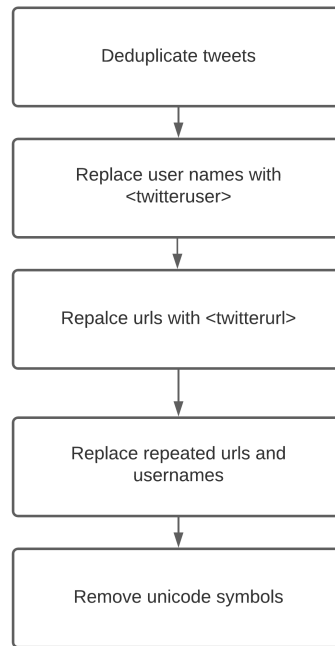 Deduplicate tweets
Replace user names with
<twitteruser>
Repalce urls with <twitterurl>
Replace repeated urls and
usernames
Remove unicode symbols